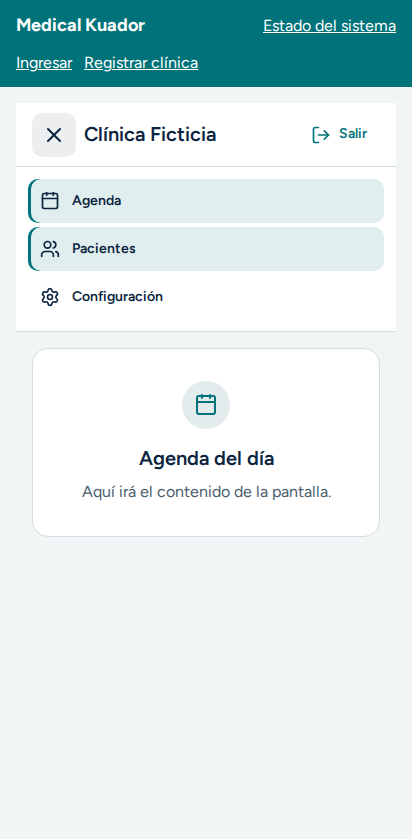 Medical Kuador
Estado del sistema
Ingresar
Registrar clínica
Clínica Ficticia
Salir
Agenda
Pacientes
Configuración
Agenda del día
Aquí irá el contenido de la pantalla.